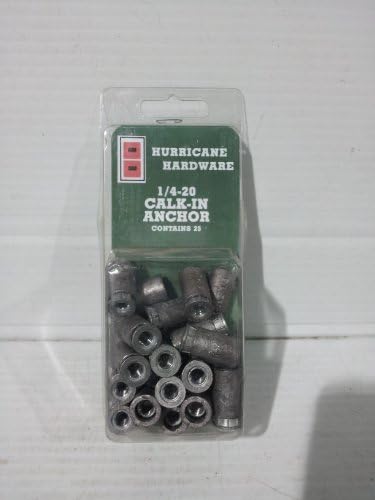 HURRICANE
HARDWARE
1/4-20
CALK-IN
ANCHOR
CONTAINS 25